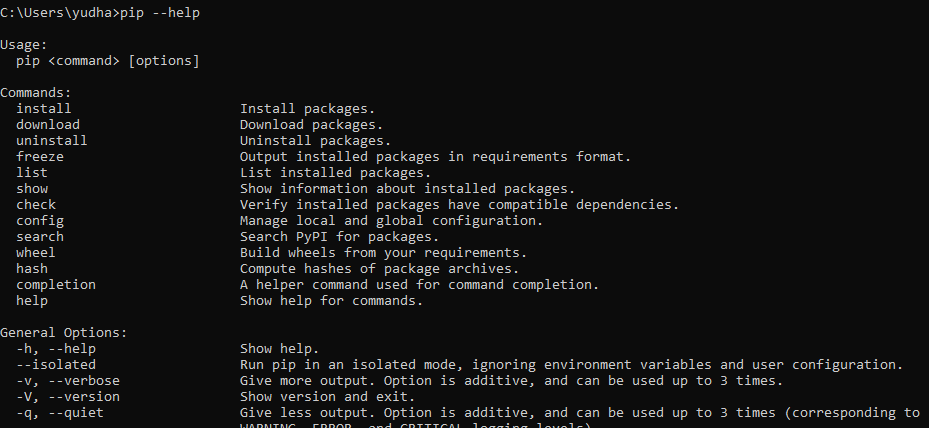 C:\Users\yudha>pip --help
Usage:
pip <command> [options]
Commands:
install Install packages.
download Download packages.
uninstall Uninstall packages.
freeze Output installed packages in requirements format.
list List installed packages.
show Show information about installed packages.
check Verify installed packages have compatible dependencies.
config Manage local and global configuration.
search Search PyPI for packages.
wheel Build wheels from your requirements.
hash Compute hashes of package archives.
completion A helper command used for command completion.
help Show help for commands.
General Options:
-h, --help Show help.
--isolated Run pip in an isolated mode, ignoring environment variables and user configuration.
-v, --verbose Give more output. Option is additive, and can be used up to 3 times.
-V, --version Show version and exit.
-q, --quiet Give less output. Option is additive, and can be used up to 3 times (corresponding to
WARNING, ERROR, and CRITICAL logging levels)